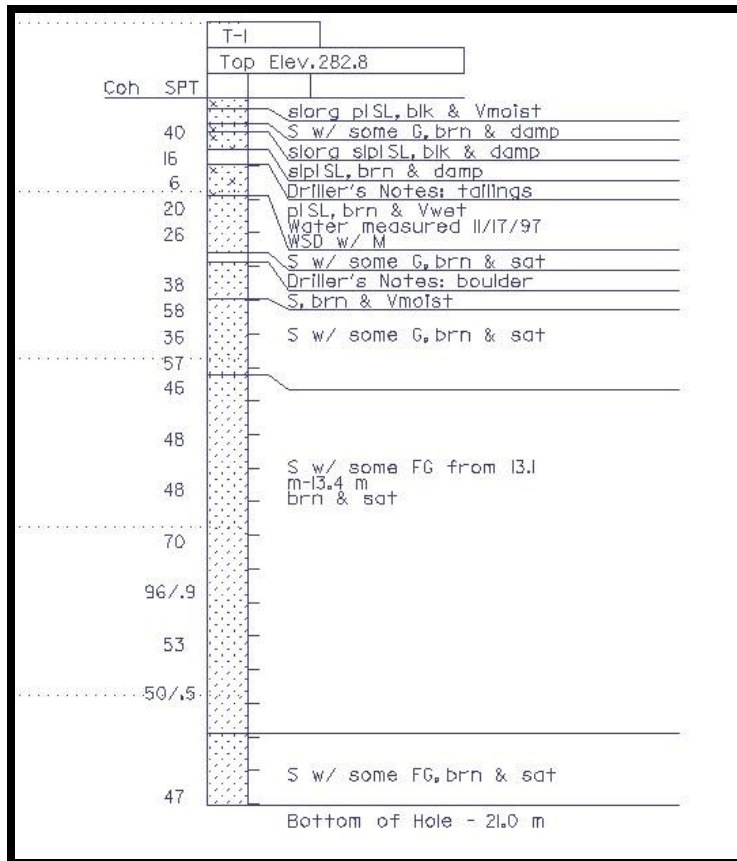 T-1
Top Elev.282.8
Coh SPT
slorg plSL, blk & Vmoist
40 S w/ some G, brn & damp
slorg slplSL, blk & damp
16 slplSL, brn & damp
6 Driller's Notes: tailings
20 plSL, brn & Vwet
Water measured 11/17/97
26 WSD w/ M
S w/ some G, brn & sat
38 Driller's Notes: boulder
58 S, brn & Vmoist
36 S w/ some G, brn & sat
57
46
48
S w/ some FG from 13.1
m-13.4 m
48 brn & sat
70
96/.9
53
50/.5
S w/ some FG, brn & sat
47
Bottom of Hole - 21.0 m